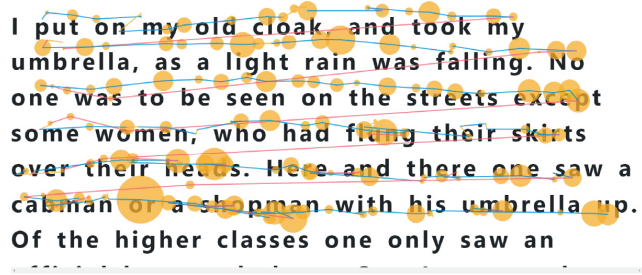 I put on my old cloak, and took my
umbrella, as a light rain was falling. No
one was to be seen on the streets except
some women, who had flung their skirts
over their heads. Here and there one saw a
cabman or a shopman with his umbrella up.
Of the higher classes one only saw an